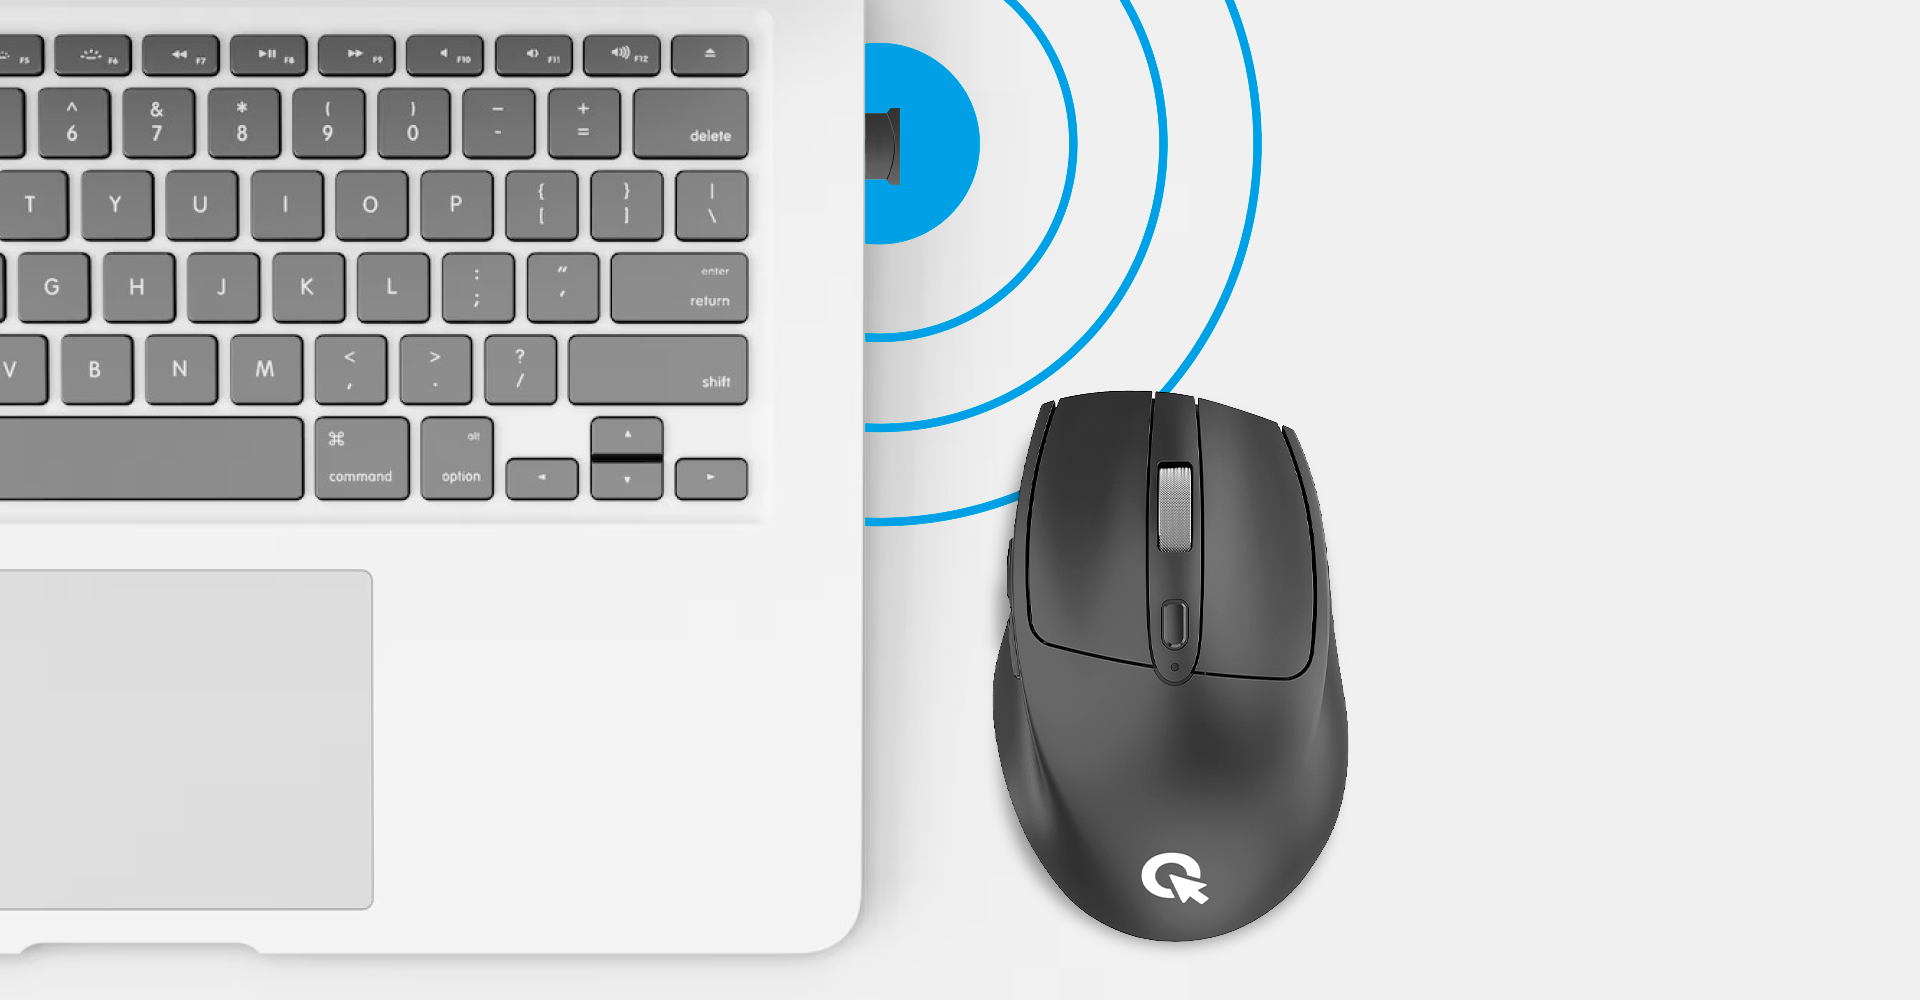 F5 F6 F7 F8 F9 F10 F11 F12
^ & * ( ) - +
6 7 8 9 0 - = delete
{ } |
T Y U I O P [ ] \
: “ enter
G H J K L ; ‘ return
< > ?
V B N M , . / shift
⌘ alt
command option